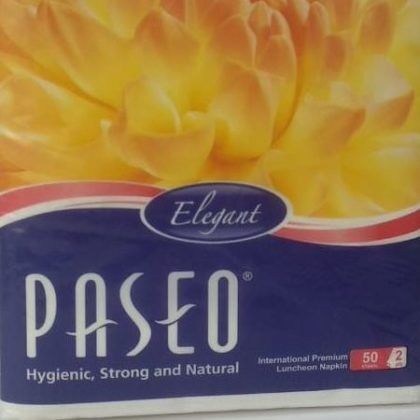 Elegant
PASEO®
Hygienic, Strong and Natural
International Premium
Luncheon Napkin
50
2